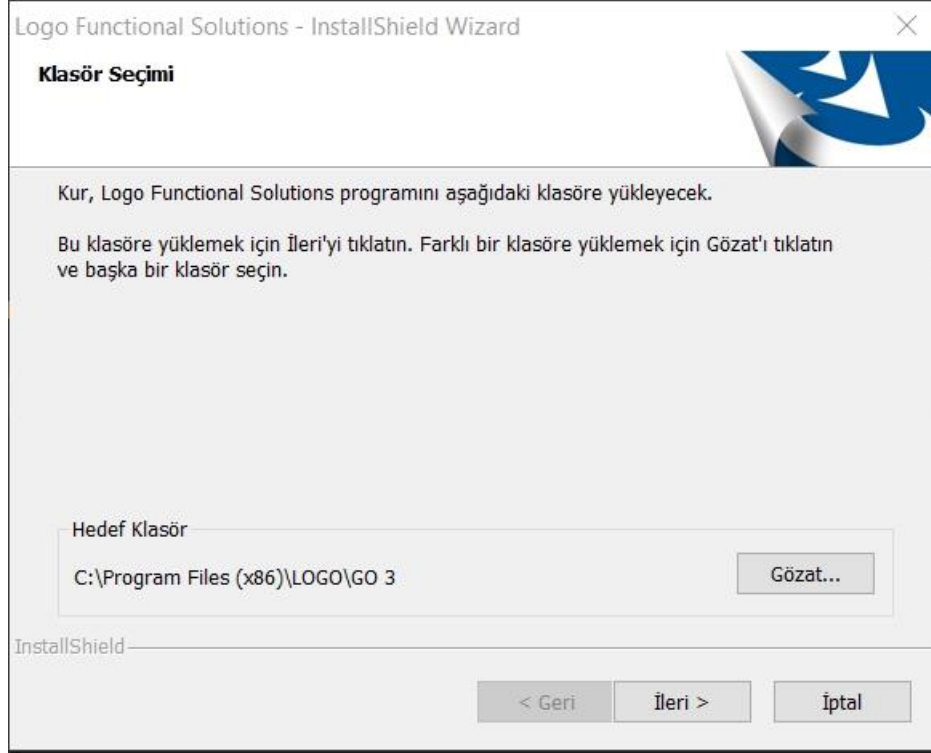 Logo Functional Solutions - InstallShield Wizard
Klasör Seçimi
Kur, Logo Functional Solutions programını aşağıdaki klasöre yükleyecek.
Bu klasöre yüklemek için İleri'yi tıklatın. Farklı bir klasöre yüklemek için Gözat'ı tıklatın
ve başka bir klasör seçin.
Hedef Klasör
C:\Program Files (x86)\LOGO\GO 3
Gözat...
InstallShield
< Geri
İleri >
İptal